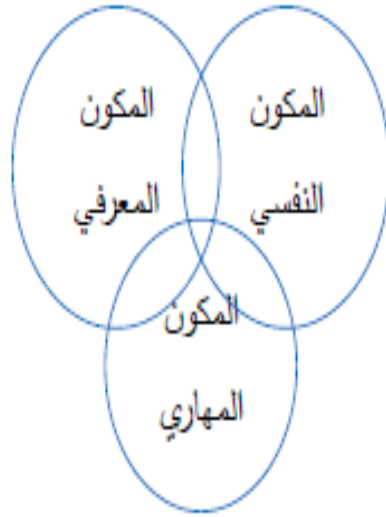 المكون
النفسي
المكون
المعرفي
المكون
المهاري